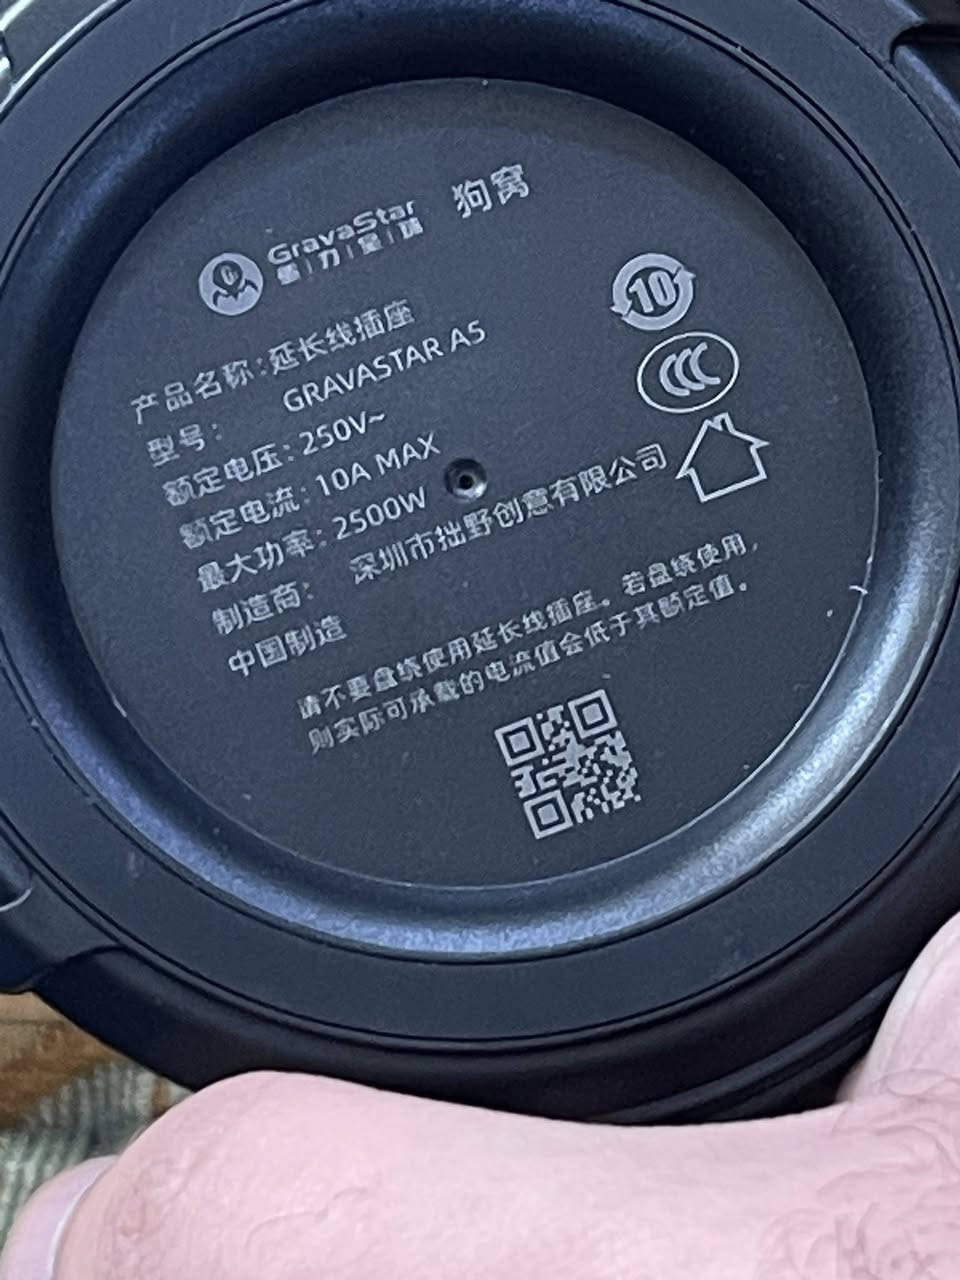 GravaStar 狗窝
重力星球
10
CCC
产品名称：延长线插座
型号： GRAVASTAR A5
额定电压：250V~
额定电流：10A MAX
最大功率：2500W
制造商： 深圳市拙野创意有限公司
中国制造
请不要盘绕使用延长线插座。若盘绕使用，
则实际可承载的电流值会低于其额定值。